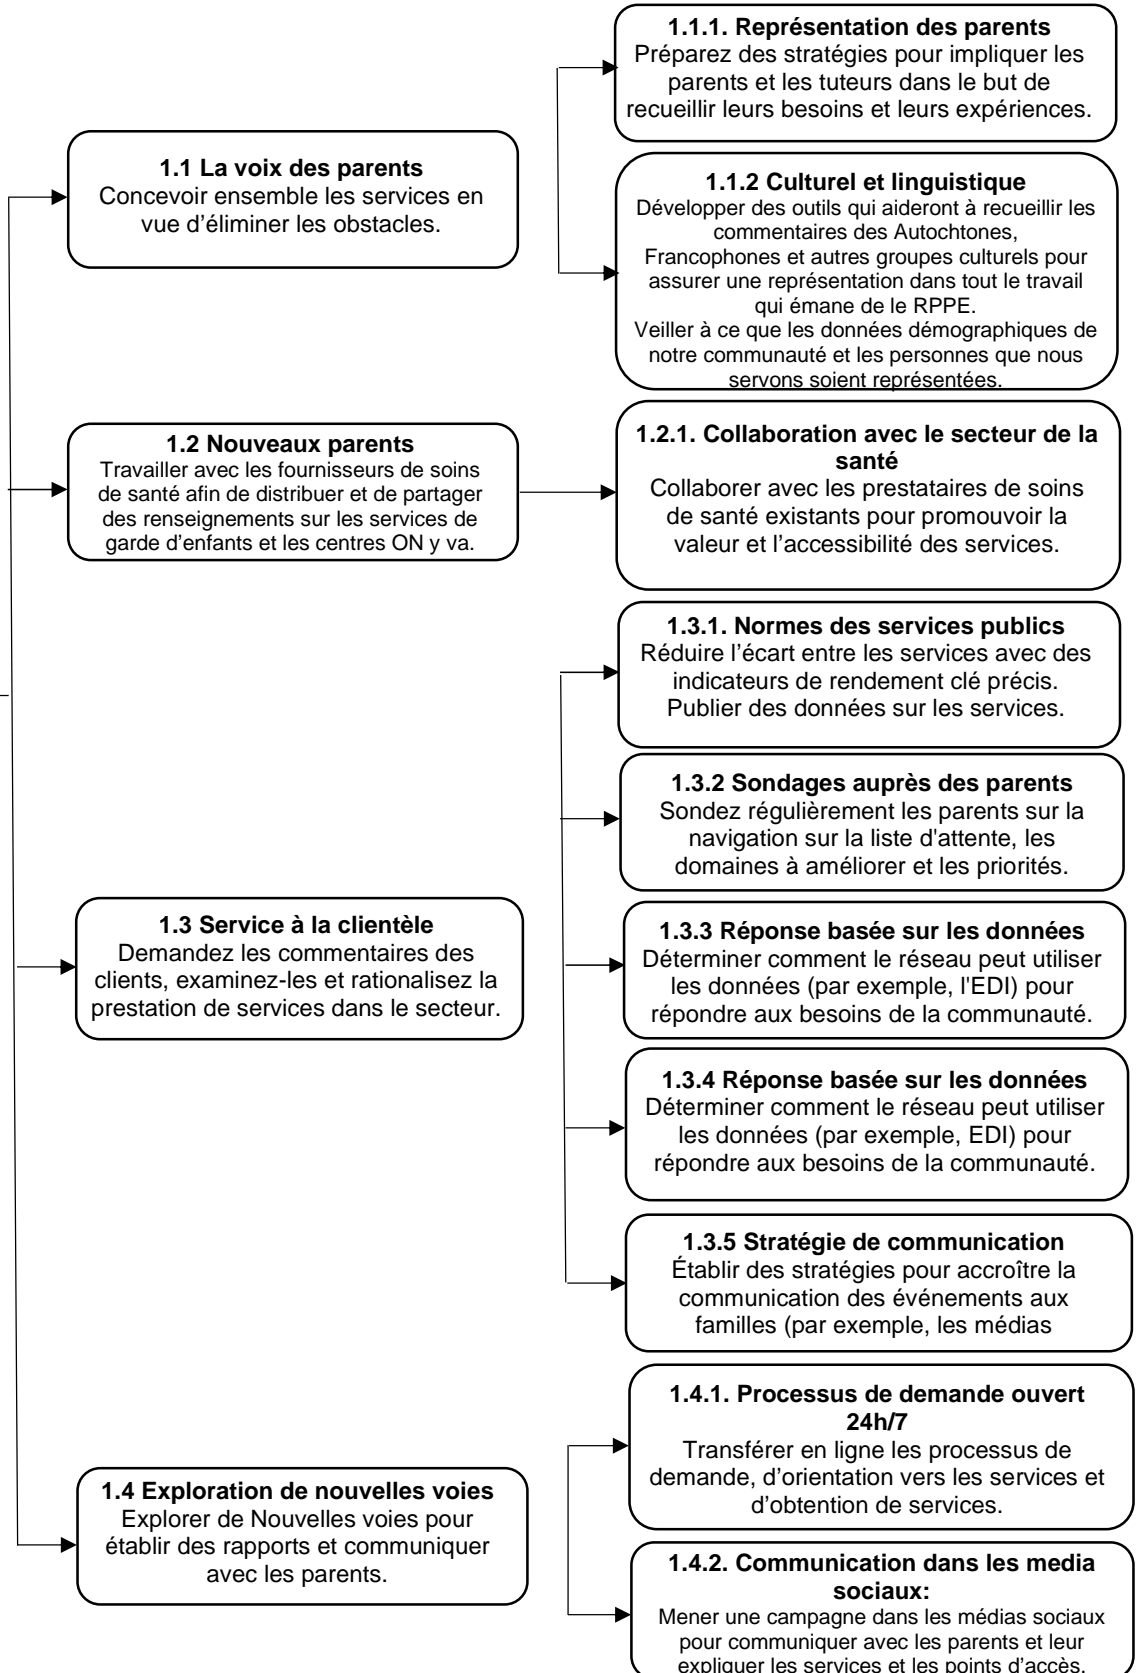 1.1.1. Représentation des parents
Préparez des stratégies pour impliquer les
parents et les tuteurs dans le but de
recueillir leurs besoins et leurs expériences.
1.1 La voix des parents
Concevoir ensemble les services en
vue d’éliminer les obstacles.
1.1.2 Culturel et linguistique
Développer des outils qui aideront à recueillir les
commentaires des Autochtones,
Francophones et autres groupes culturels pour
assurer une représentation dans tout le travail
qui émane de le RPPE.
Veiller à ce que les données démographiques de
notre communauté et les personnes que nous
servons soient représentées.
1.2 Nouveaux parents
Travailler avec les fournisseurs de soins
de santé afin de distribuer et de partager
des renseignements sur les services de
garde d’enfants et les centres ON y va.
1.2.1. Collaboration avec le secteur de la
santé
Collaborer avec les prestataires de soins
de santé existants pour promouvoir la
valeur et l’accessibilité des services.
1.3.1. Normes des services publics
Réduire l’écart entre les services avec des
indicateurs de rendement clé précis.
Publier des données sur les services.
1.3.2 Sondages auprès des parents
Sondez régulièrement les parents sur la
navigation sur la liste d'attente, les
domaines à améliorer et les priorités.
1.3 Service à la clientèle
Demandez les commentaires des
clients, examinez-les et rationalisez la
prestation de services dans le secteur.
1.3.3 Réponse basée sur les données
Déterminer comment le réseau peut utiliser
les données (par exemple, l'EDI) pour
répondre aux besoins de la communauté.
1.3.4 Réponse basée sur les données
Déterminer comment le réseau peut utiliser
les données (par exemple, EDI) pour
répondre aux besoins de la communauté.
1.3.5 Stratégie de communication
Établir des stratégies pour accroître la
communication des événements aux
familles (par exemple, les médias
1.4.1. Processus de demande ouvert
24h/7
Transférer en ligne les processus de
demande, d’orientation vers les services et
d’obtention de services.
1.4 Exploration de nouvelles voies
Explorer de Nouvelles voies pour
établir des rapports et communiquer
avec les parents.
1.4.2. Communication dans les media
sociaux:
Mener une campagne dans les médias sociaux
pour communiquer avec les parents et leur
expliquer les services et les points d’accès.